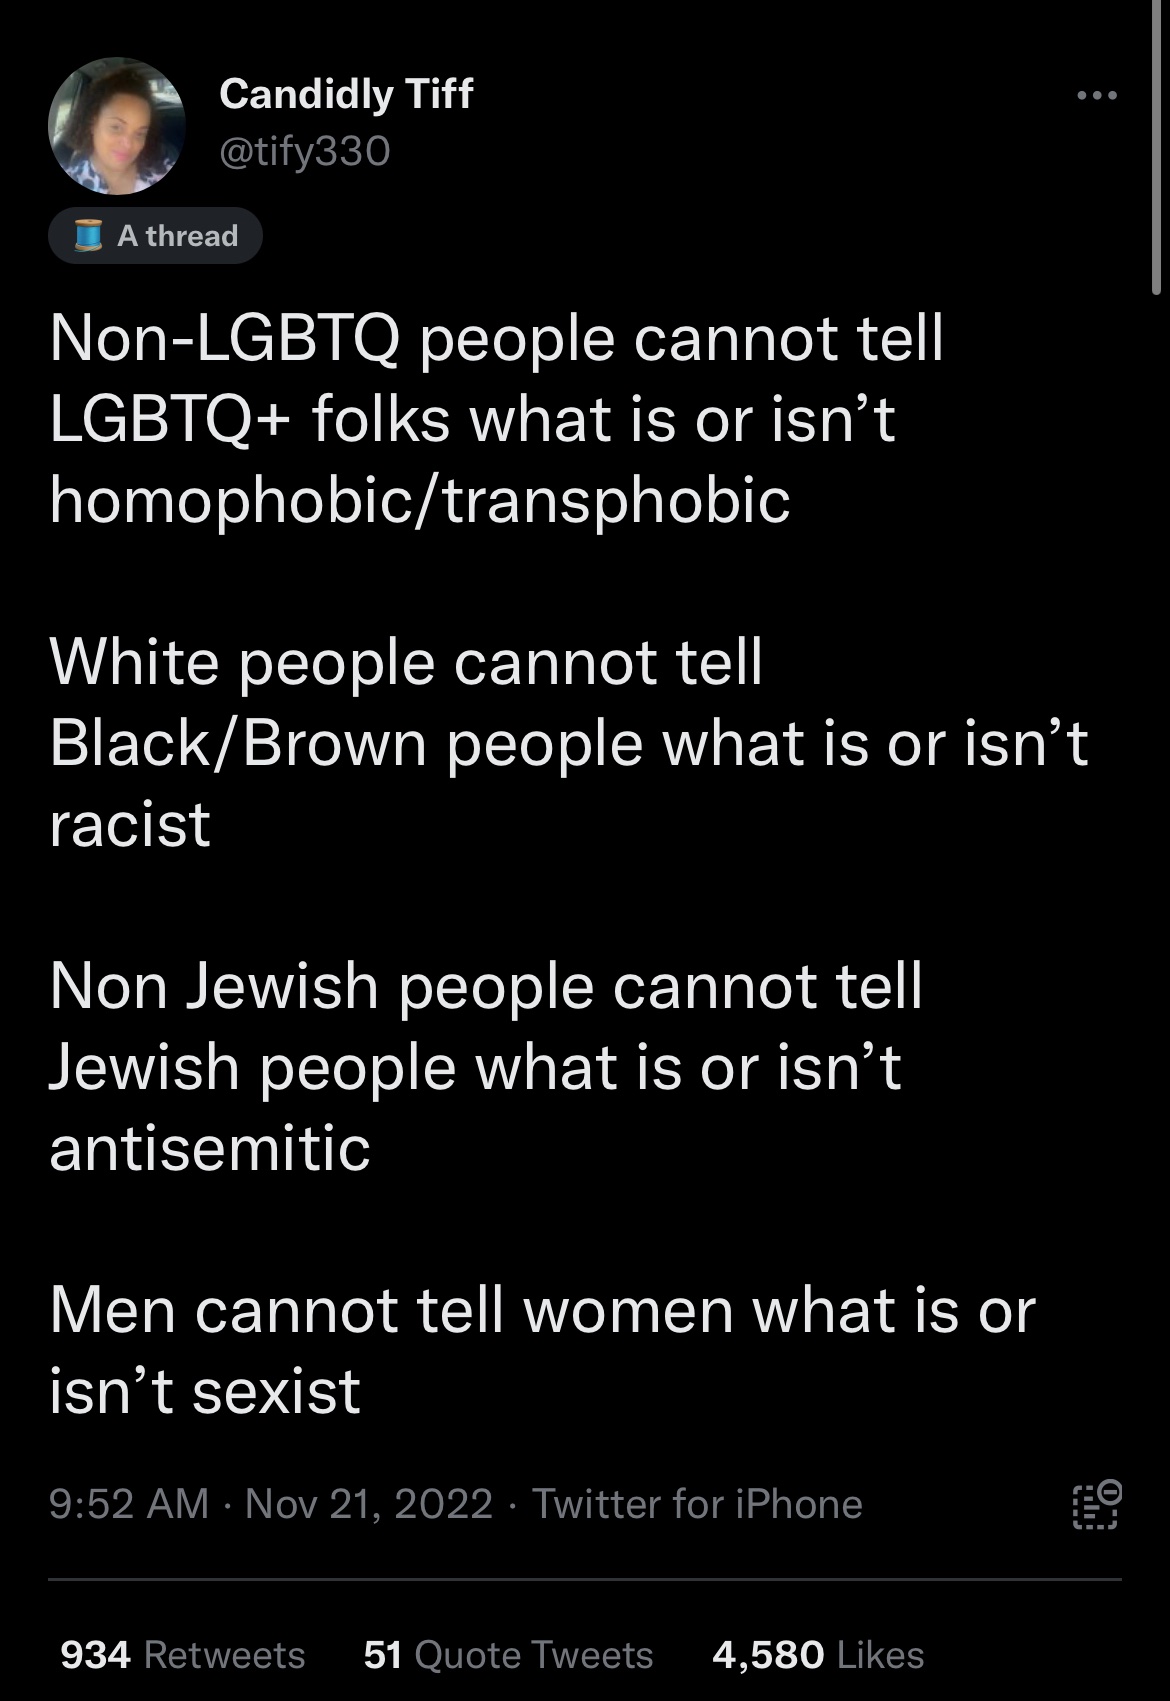 Candidly Tiff
@tify330
A thread
Non-LGBTQ people cannot tell
LGBTQ+ folks what is or isn’t
homophobic/transphobic
White people cannot tell
Black/Brown people what is or isn’t
racist
Non Jewish people cannot tell
Jewish people what is or isn’t
antisemitic
Men cannot tell women what is or
isn’t sexist
9:52 AM · Nov 21, 2022 · Twitter for iPhone
934 Retweets 51 Quote Tweets 4,580 Likes